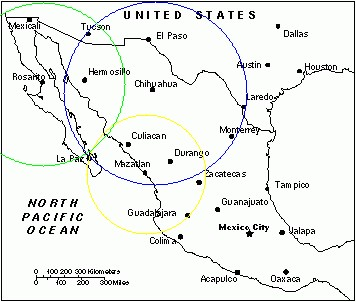 UNITED STATES
Mexicali
Tucson
El Paso
Dallas
Austin
Houston
Rosarito
Hermosillo
Chihuahua
Laredo
Monterrey
Culiacan
La Paz
Mazatlan
Durango
Zacatecas
Tampico
NORTH
PACIFIC
OCEAN
Guadalajara
Guanajuato
Mexico City
Jalapa
Colima
Acapulco
Oaxaca
0 100 200 300 Kilometers
0 100 200 300 Miles